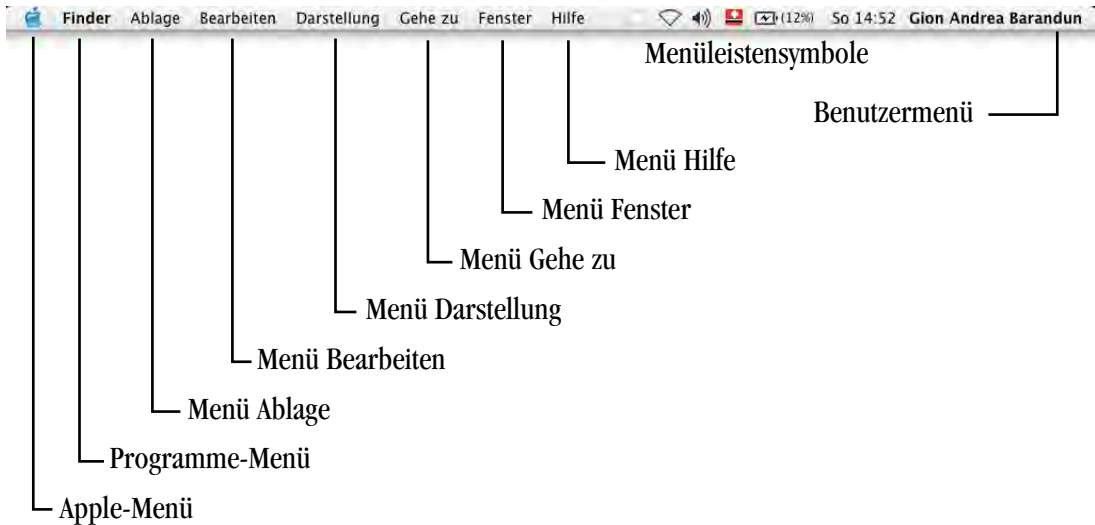 Finder Ablage Bearbeiten Darstellung Gehe zu Fenster Hilfe (12%) So 14:52 Gion Andrea Barandun
Menüleistensymbole
Benutzermenü
Menü Hilfe
Menü Fenster
Menü Gehe zu
Menü Darstellung
Menü Bearbeiten
Menü Ablage
Programme-Menü
Apple-Menü